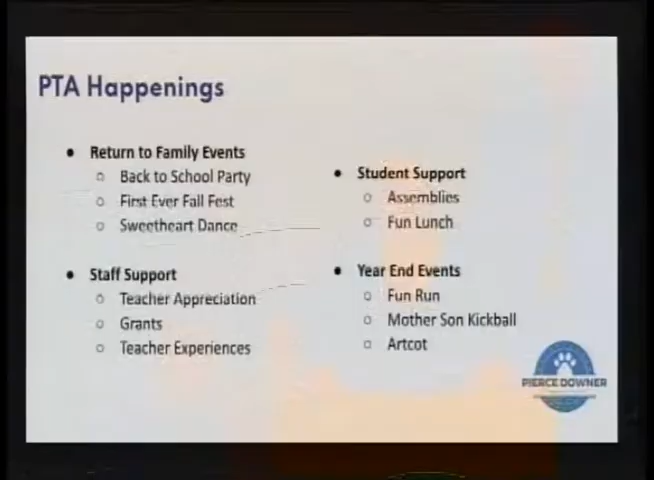 PTA Happenings
Return to Family Events
Back to School Party
First Ever Fall Fest
Sweetheart Dance
Staff Support
Teacher Appreciation
Grants
Teacher Experiences
Student Support
Assemblies
Fun Lunch
Year End Events
Fun Run
Mother Son Kickball
Artcot
PIERCE DOWNER